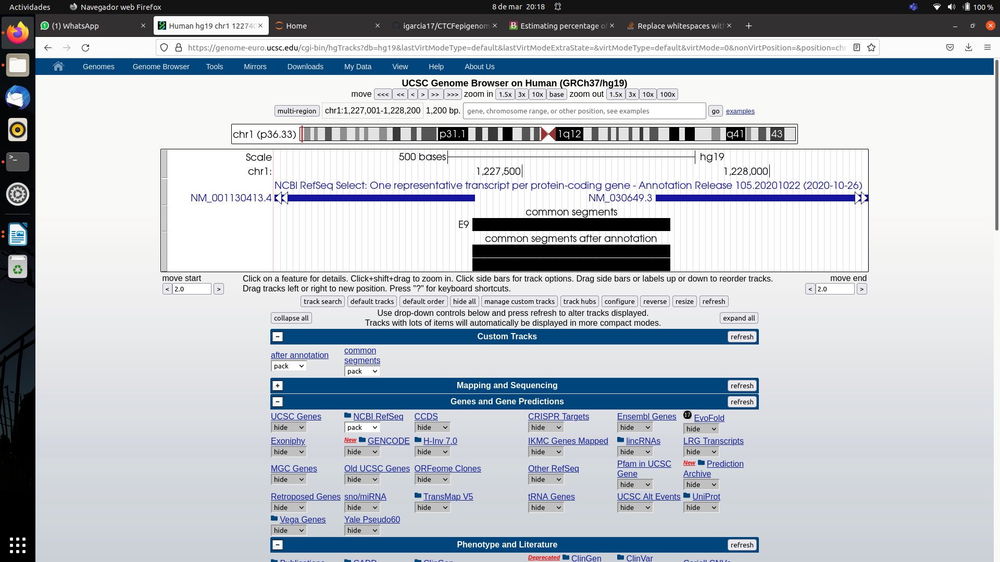 Actividades
Navegador web Firefox
8 de mar 20:18
100 %
(1) WhatsApp
Human hg19 chr1 122740
Home
igarcia17/CTCFepigenom
Estimating percentage of
Replace whitespaces wit
https://genome-euro.ucsc.edu/cgi-bin/hgTracks?db=hg19&lastVirtModeType=default&lastVirtModeExtraState=&virtModeType=default&virtMode=0&nonVirtPosition=&position=chr
Genomes Genome Browser Tools Mirrors Downloads My Data View Help About Us
UCSC Genome Browser on Human (GRCh37/hg19)
move <<< << < > >> >>> zoom in 1.5x 3x 10x base zoom out 1.5x 3x 10x 100x
multi-region chr1:1,227,001-1,228,200 1,200 bp. gene, chromosome range, or other position, see examples go examples
chr1 (p36.33) p31.1 1q12 q41 43
Scale 500 bases hg19
chr1: 1,227,500 1,228,000
NCBI RefSeq Select: One representative transcript per protein-coding gene - Annotation Release 105.20201022 (2020-10-26)
NM_001130413.4 NM_030649.3
common segments
E9
common segments after annotation
move start Click on a feature for details. Click+shift+drag to zoom in. Click side bars for track options. Drag side bars or labels up or down to reorder tracks. move end
< 2.0 > Drag tracks left or right to new position. Press "?" for keyboard shortcuts. < 2.0 >
track search default tracks default order hide all manage custom tracks track hubs configure reverse resize refresh
collapse all Use drop-down controls below and press refresh to alter tracks displayed. expand all
Tracks with lots of items will automatically be displayed in more compact modes.
- Custom Tracks refresh
after annotation common segments
pack pack
+ Mapping and Sequencing refresh
- Genes and Gene Predictions refresh
UCSC Genes NCBI RefSeq CCDS CRISPR Targets Ensembl Genes 17 EvoFold
hide pack hide hide hide hide
Exoniphy New GENCODE H-Inv 7.0 IKMC Genes Mapped lincRNAs LRG Transcripts
hide hide hide hide hide hide
MGC Genes Old UCSC Genes ORFeome Clones Other RefSeq Pfam in UCSC Gene New Prediction Archive
hide hide hide hide hide hide
Retroposed Genes sno/miRNA TransMap V5 tRNA Genes UCSC Alt Events UniProt
hide hide hide hide hide hide
Vega Genes Yale Pseudo60
hide hide
- Phenotype and Literature refresh
Deprecated ClinGen ClinVar